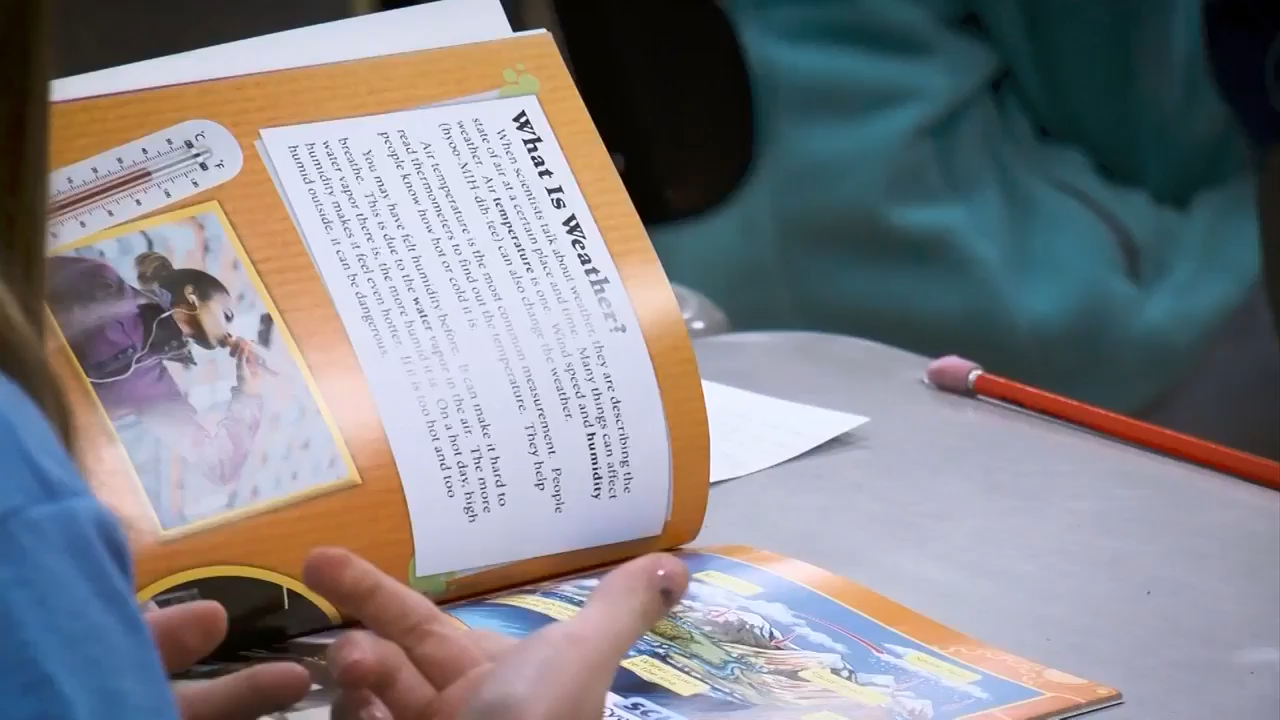 What Is Weather?
When scientists talk about weather, they are describing the
state of air at a certain place and time. Many things can affect
weather. Air temperature is one. Wind speed and humidity
(hyoo-MIH-dih-tee) can also change the weather.
Air temperature is the most common measurement. People
read thermometers to find out the temperature. They help
people know how hot or cold it is.
You may have felt humidity before. It can make it hard to
breathe. This is due to the water vapor in the air. The more
water vapor there is, the more humid it is. On a hot day, high
humidity makes it feel even hotter. If it is too hot and too
humid outside, it can be dangerous.
°C
°F